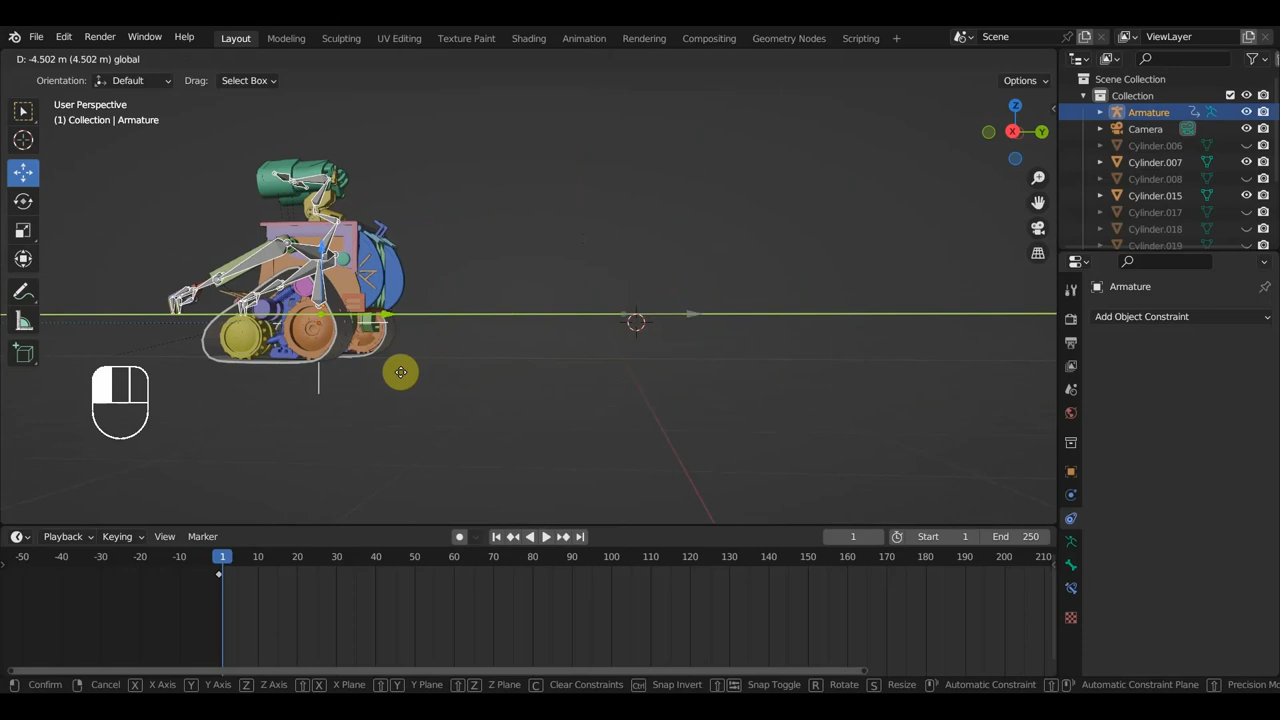 File Edit Render Window Help Layout Modeling Sculpting UV Editing Texture Paint Shading Animation Rendering Compositing Geometry Nodes Scripting + Scene ViewLayer
D: -4.502 m (4.502 m) global
Orientation: Default Drag: Select Box Options
User Perspective
(1) Collection | Armature
Z
X
Y
Scene Collection
Collection
Armature
Camera
Cylinder.006
Cylinder.007
Cylinder.008
Cylinder.015
Cylinder.017
Cylinder.018
Cylinder.019
Armature
Add Object Constraint
Playback Keying View Marker 1 Start 1 End 250
-50 -40 -30 -20 -10 1 10 20 30 40 50 60 70 80 90 100 110 120 130 140 150 160 170 180 190 200 210
Confirm Cancel X X Axis Y Y Axis Z Z Axis X X Plane Y Y Plane Z Z Plane C Clear Constraints Ctrl Snap Invert Snap Toggle R Rotate S Resize Automatic Constraint Automatic Constraint Plane Precision Mo